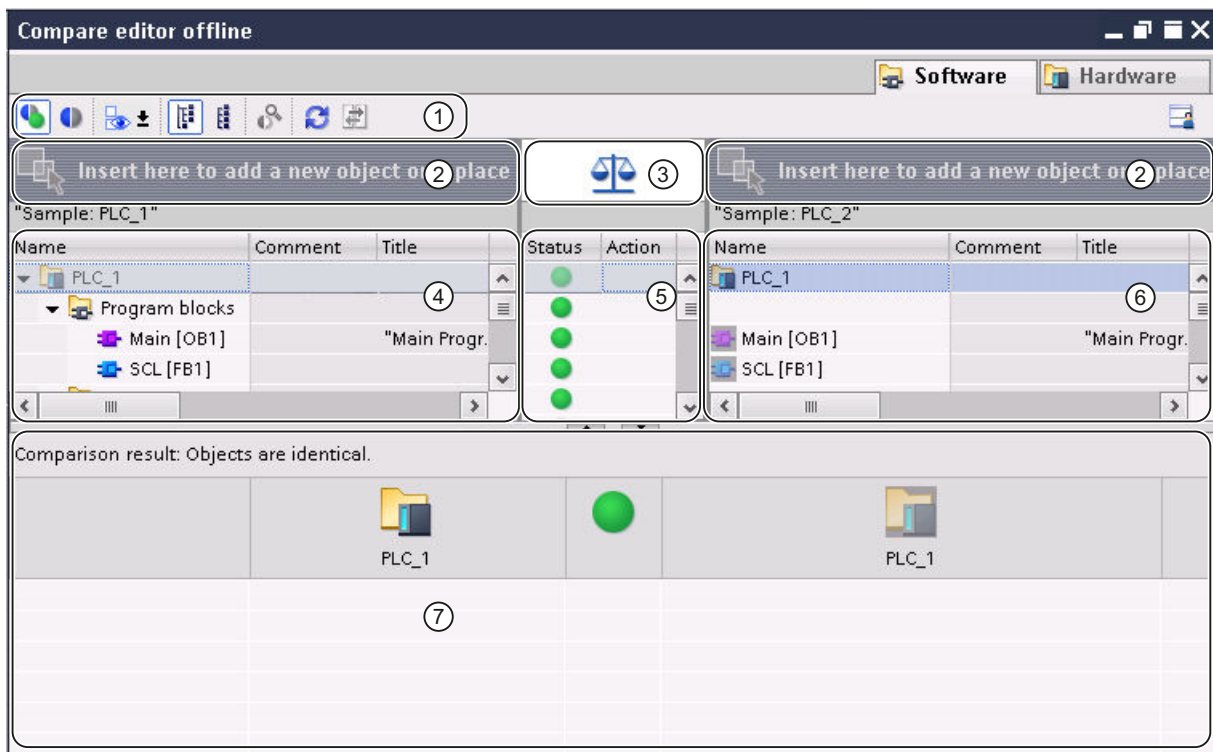 Compare editor offline
Software Hardware
①
Insert here to add a new object or place ② ③ Insert here to add a new object or place ②
"Sample: PLC_1" "Sample: PLC_2"
Name Comment Title Status Action Name Comment Title
PLC_1 PLC_1
④ ⑤ ⑥
Program blocks
Main [OB1] "Main Progr. Main [OB1] "Main Progr.
SCL [FB1] SCL [FB1]
Comparison result: Objects are identical.
PLC_1 PLC_1
⑦